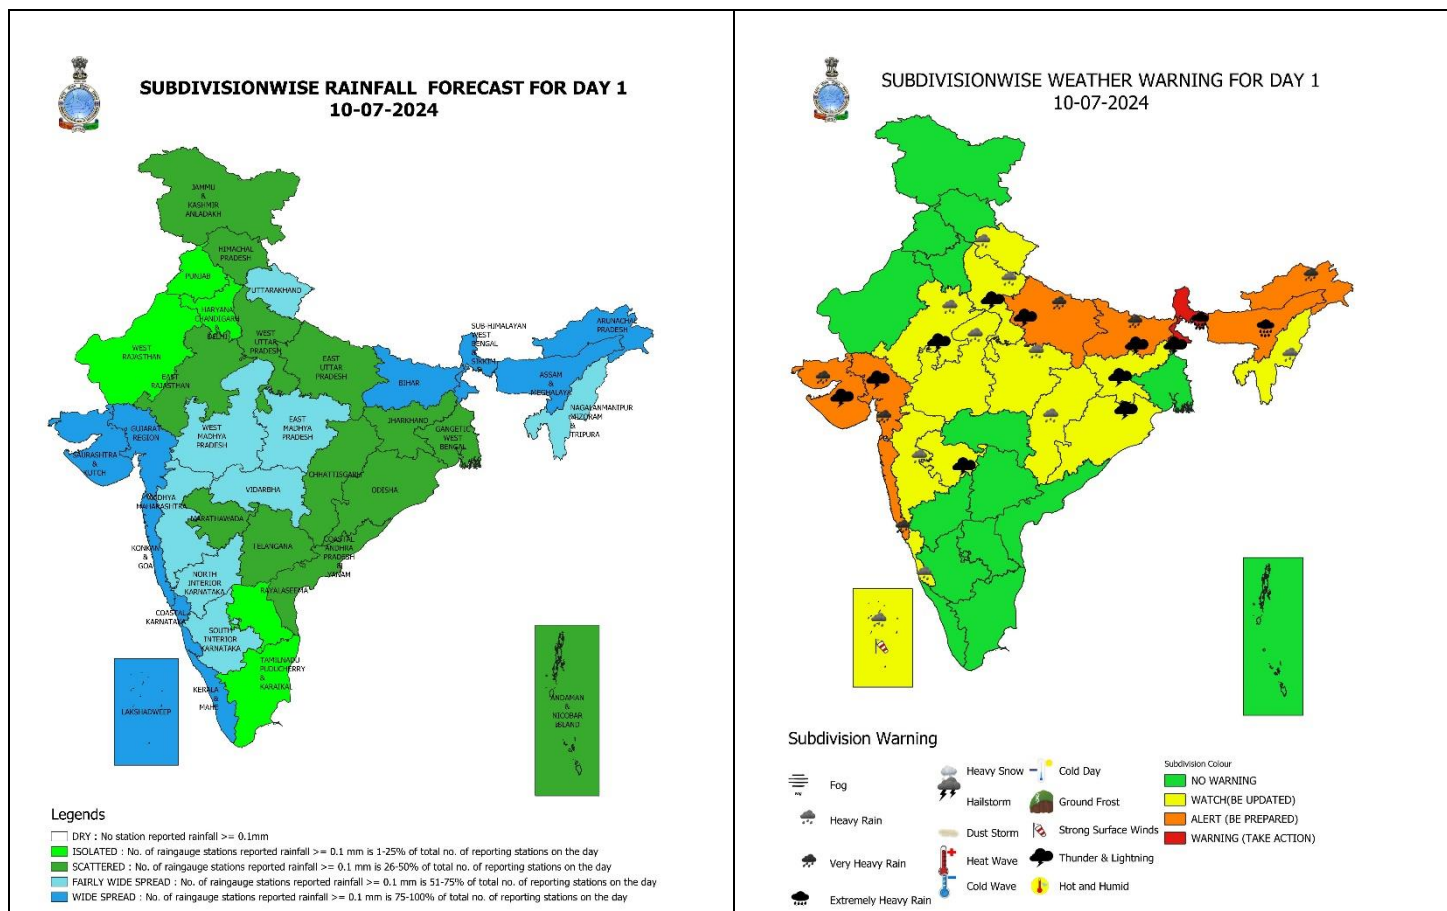 SUBDIVISIONWISE RAINFALL FORECAST FOR DAY 1
10-07-2024
JAMMU
&
KASHMIR
ANLADAKH
HIMACHAL
PRADESH
PUNJAB
UTTARAKHAND
HARYANA
CHANDIGARH
DELHI
WEST
RAJASTHAN
WEST
UTTAR
PRADESH
EAST
RAJASTHAN
EAST
UTTAR
PRADESH
SUB-HIMALAYAN
WEST
BENGAL
&
SIKKIM
ARUNACHAL
PRADESH
BIHAR
ASSAM
&
MEGHALAYA
NAGALANMANIPUR
MIZORAM
&
TRIPURA
GUJARAT
REGION
WEST
MADHYA
PRADESH
EAST
MADHYA
PRADESH
JHARKHAND
GANGETIC
WEST
BENGAL
SAURASHTRA
&
KUTCH
CHHATTISGARH
ODISHA
VIDARBHA
MADHYA
MAHARASHTRA
MARATHAWADA
KONKAN
&
GOA
TELANGANA
COASTAL
ANDHRA
PRADESH
&
YANAM
NORTH
INTERIOR
KARNATAKA
RAYALASEEMA
COASTAL
KARNATAKA
SOUTH
INTERIOR
KARNATAKA
TAMILNADU
PUDUCHERRY
&
KARAIKAL
KERALA
&
MAHE
LAKSHADWEEP
ANDAMAN
&
NICOBAR
ISLAND
Legends
DRY : No station reported rainfall >= 0.1mm
ISOLATED : No. of raingauge stations reported rainfall >= 0.1 mm is 1-25% of total no. of reporting stations on the day
SCATTERED : No. of raingauge stations reported rainfall >= 0.1 mm is 26-50% of total no. of reporting stations on the day
FAIRLY WIDE SPREAD : No. of raingauge stations reported rainfall >= 0.1 mm is 51-75% of total no. of reporting stations on the day
WIDE SPREAD : No. of raingauge stations reported rainfall >= 0.1 mm is 75-100% of total no. of reporting stations on the day
SUBDIVISIONWISE WEATHER WARNING FOR DAY 1
10-07-2024
Subdivision Warning
Fog
Heavy Rain
Very Heavy Rain
Extremely Heavy Rain
Heavy Snow
Hailstorm
Dust Storm
Heat Wave
Cold Wave
Cold Day
Ground Frost
Strong Surface Winds
Thunder & Lightning
Hot and Humid
Subdivision Colour
NO WARNING
WATCH(BE UPDATED)
ALERT (BE PREPARED)
WARNING (TAKE ACTION)